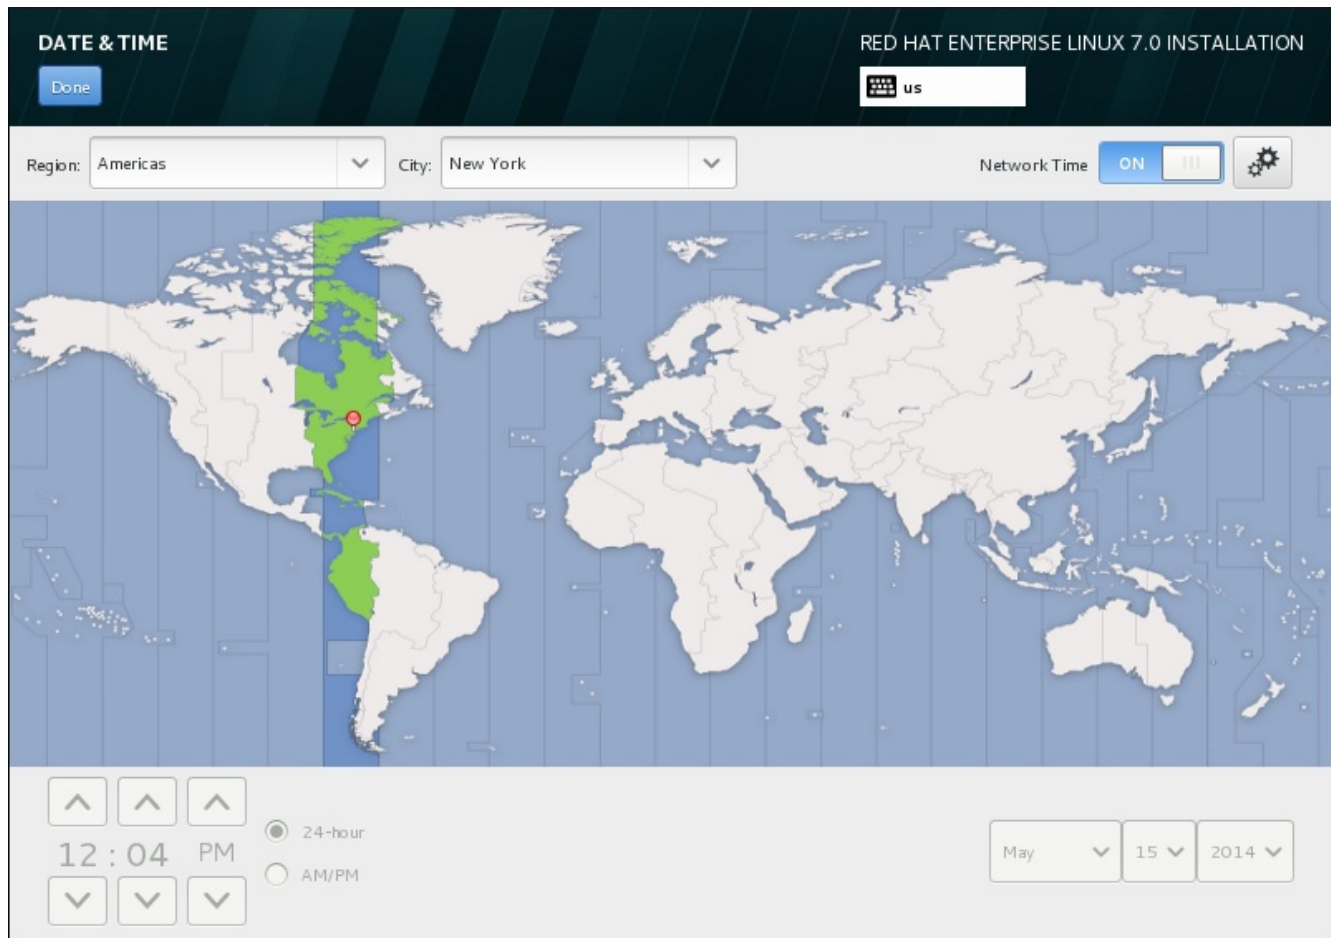 DATE & TIME
RED HAT ENTERPRISE LINUX 7.0 INSTALLATION
Done
us
Region: Americas City: New York Network Time ON
24-hour
12 : 04 PM May 15 2014
AM/PM